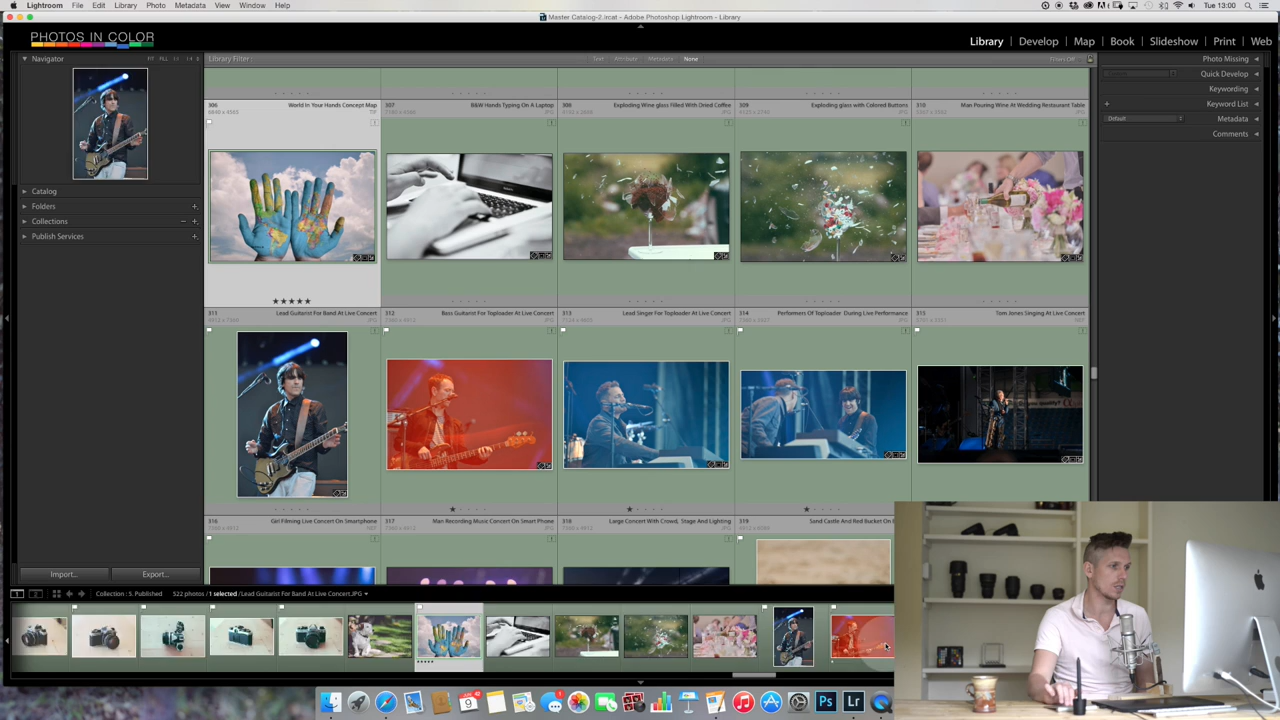 Lightroom File Edit Library Photo Metadata View Window Help
Tue 13:00
Master Catalog-2.lrcat - Adobe Photoshop Lightroom - Library
PHOTOS IN COLOR
Library | Develop | Map | Book | Slideshow | Print | Web
Navigator
Library Filter:
Text Attribute Metadata None
Filters Off
Photo Missing
Quick Develop
Keywording
Keyword List
Default
Metadata
Comments
Catalog
Folders
Collections
Publish Services
306 World In Your Hands Concept Map
307 B&W Hands Typing On A Laptop
308 Exploding Wine glass Filled With Dried Coffee
309 Exploding glass with Colored Buttons
310 Man Pouring Wine At Wedding Restaurant Table
311 Lead Guitarist For Band At Live Concert
312 Bass Guitarist For Toploader At Live Concert
313 Lead Singer For Toploader At Live Concert
314 Performers Of Toploader During Live Performance
315 Tom Jones Singing At Live Concert
316 Girl Filming Live Concert On Smartphone
317 Man Recording Music Concert On Smart Phone
318 Large Concert With Crowd, Stage And Lighting
319 Sand Castle And Red Bucket On
Import... Export...
1 2 Collection : 5. Published 522 photos / 1 selected / Lead Guitarist For Band At Live Concert.JPG
9
Ps Lr